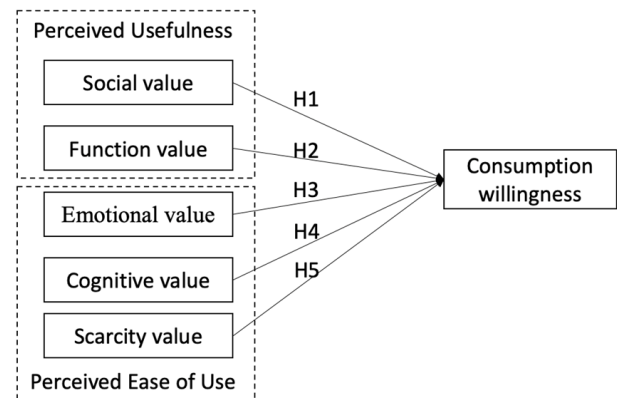 Perceived Usefulness
Social value
H1
Function value
H2
Consumption
willingness
H3
Emotional value
H4
Cognitive value
H5
Scarcity value
Perceived Ease of Use